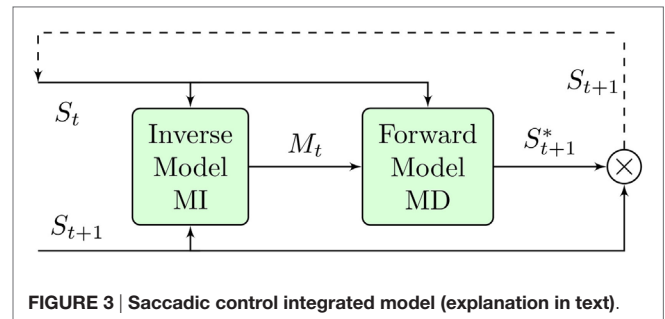 S_{t+1}
S_t
Inverse
Model
MI
M_t
Forward
Model
MD
S^*_{t+1}
S_{t+1}
FIGURE 3 | Saccadic control integrated model (explanation in text).